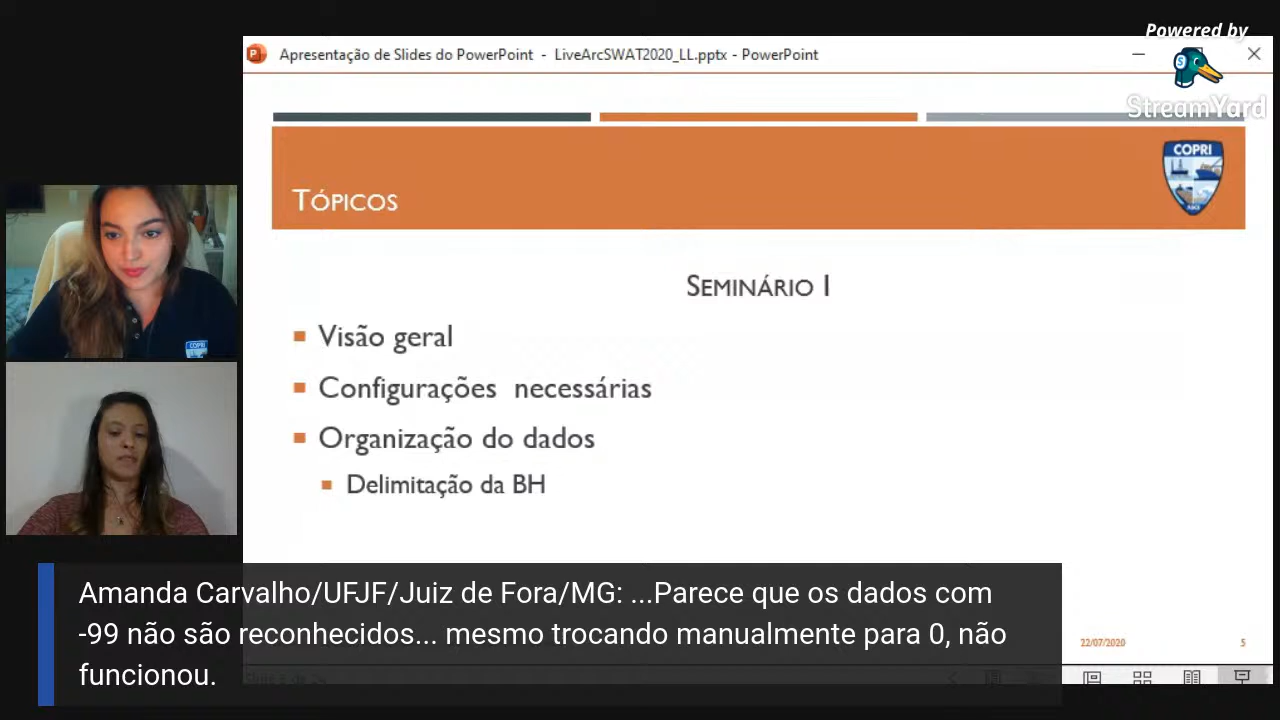 Powered by
StreamYard
Apresentação de Slides do PowerPoint - LiveArcSWAT2020_LL.pptx - PowerPoint
COPRI
TÓPICOS
SEMINÁRIO I
Visão geral
Configurações necessárias
Organização do dados
Delimitação da BH
COPRI
Amanda Carvalho/UFJF/Juiz de Fora/MG: ...Parece que os dados com
-99 não são reconhecidos... mesmo trocando manualmente para 0, não
funcionou.
22/07/2020
5